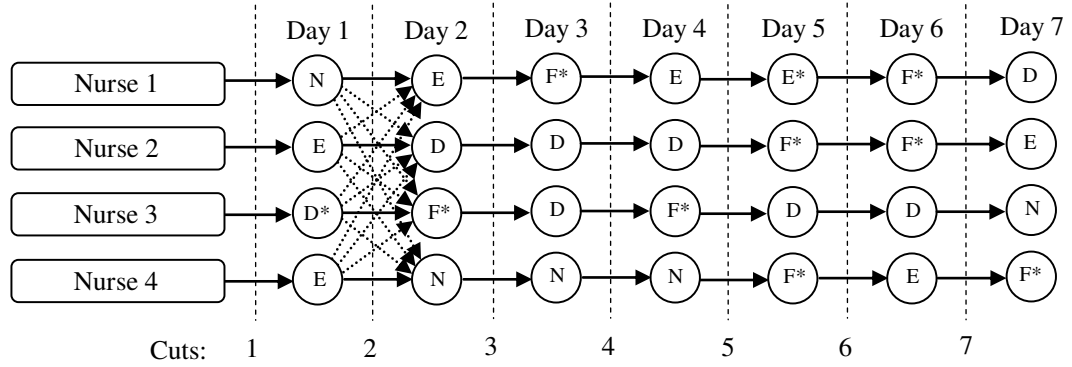 Day 1 Day 2 Day 3 Day 4 Day 5 Day 6 Day 7
Nurse 1 N E F* E E* F* D
Nurse 2 E D D D F* F* E
Nurse 3 D* F* D F* D D N
Nurse 4 E N N N F* E F*
Cuts: 1 2 3 4 5 6 7